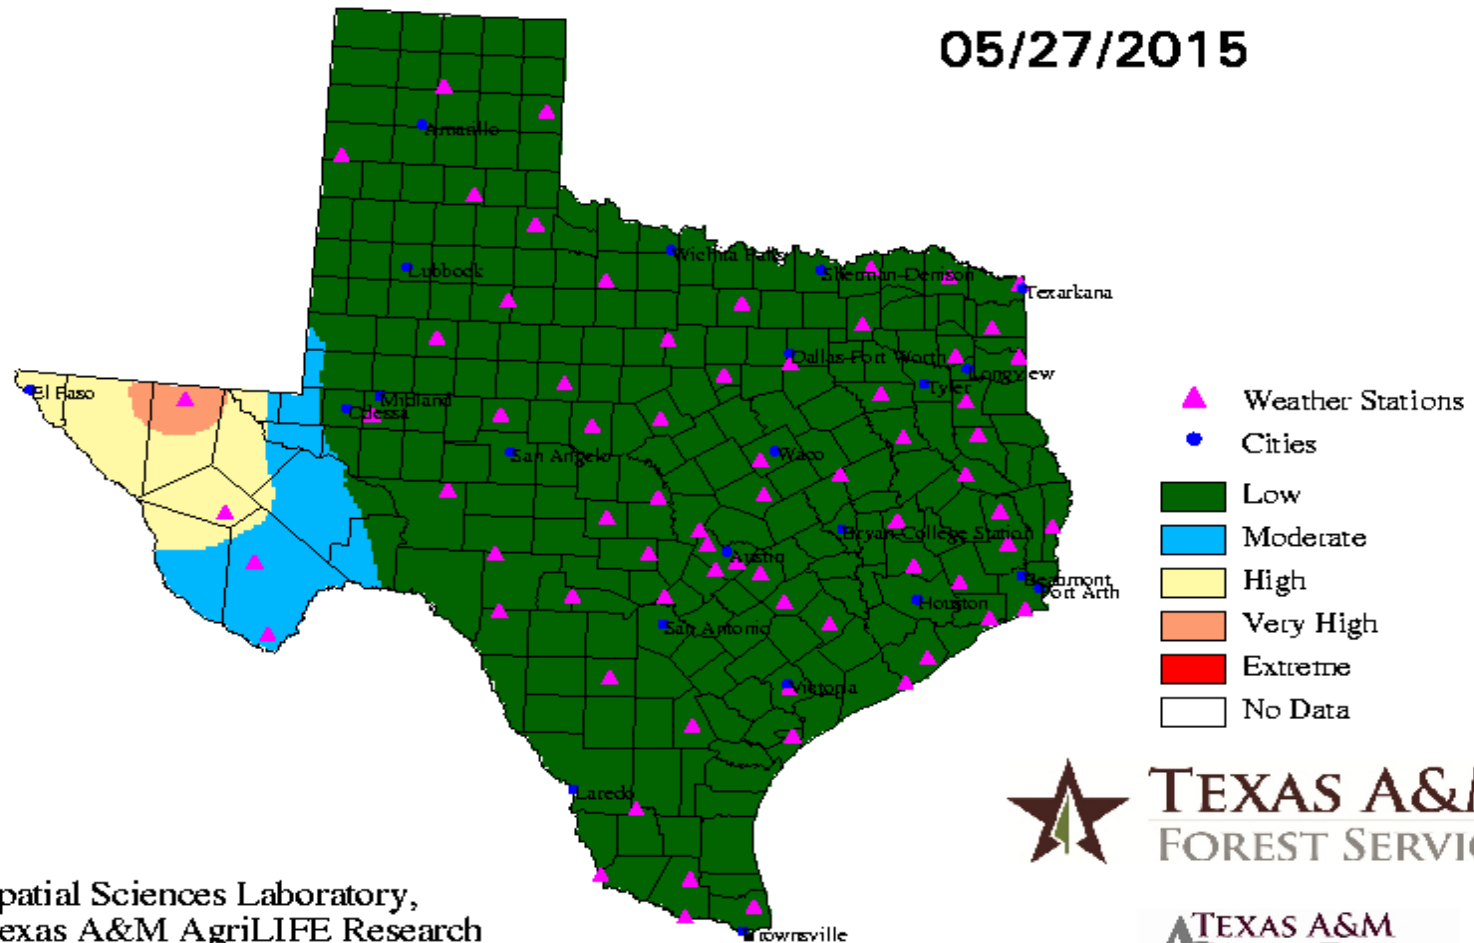 05/27/2015
Amarillo
Lubbock
Wichita Falls
Sherman-Denison
Texarkana
Dallas-Fort Worth
Longview
Tyler
El Paso
Midland
Odessa
San Angelo
Waco
Bryan-College Station
Austin
Beaumont
Port Arth
Houston
San Antonio
Victoria
Laredo
Brownsville
Weather Stations
Cities
Low
Moderate
High
Very High
Extreme
No Data
TEXAS A&M
FOREST SERVIC
patial Sciences Laboratory,
exas A&M AgriLIFE Research
TEXAS A&M